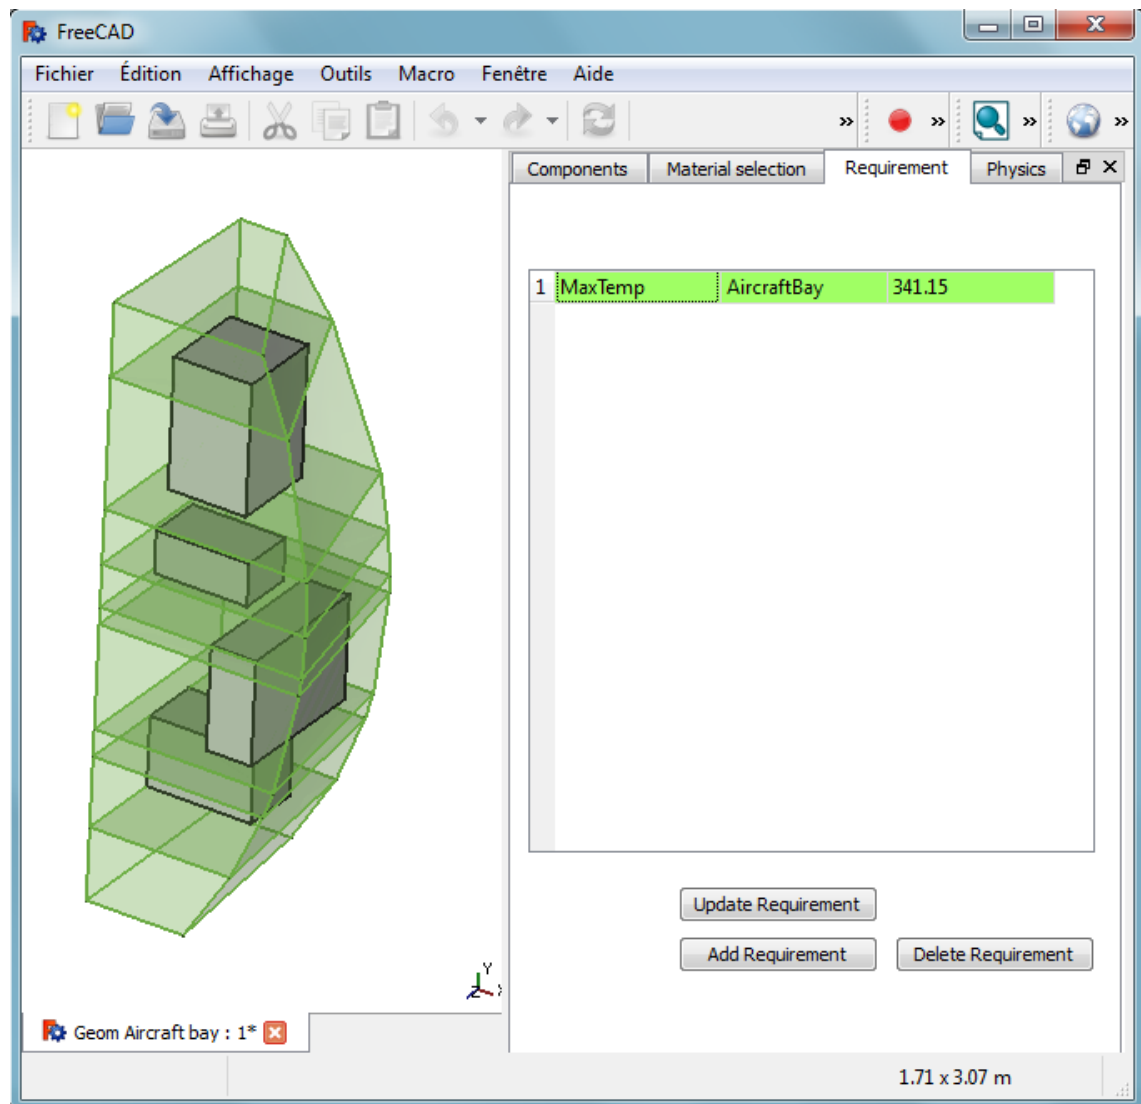 FreeCAD
Fichier Édition Affichage Outils Macro Fenêtre Aide
» » » »
Components Material selection Requirement Physics
1 MaxTemp AircraftBay 341.15
Update Requirement
Add Requirement Delete Requirement
Y
Z X
Geom Aircraft bay : 1*
1.71 x 3.07 m